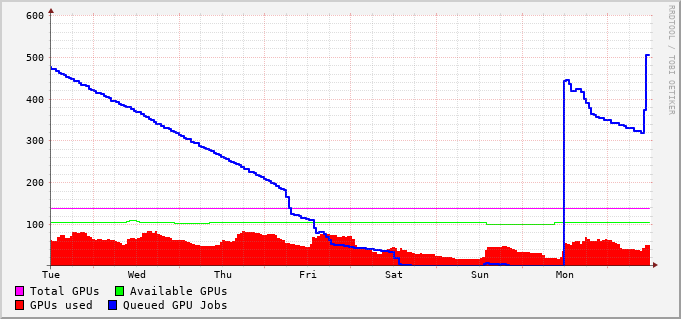 RRDTOOL / TOBI OETIKER
600
500
400
300
200
100
Tue Wed Thu Fri Sat Sun Mon
Total GPUs Available GPUs
GPUs used Queued GPU Jobs